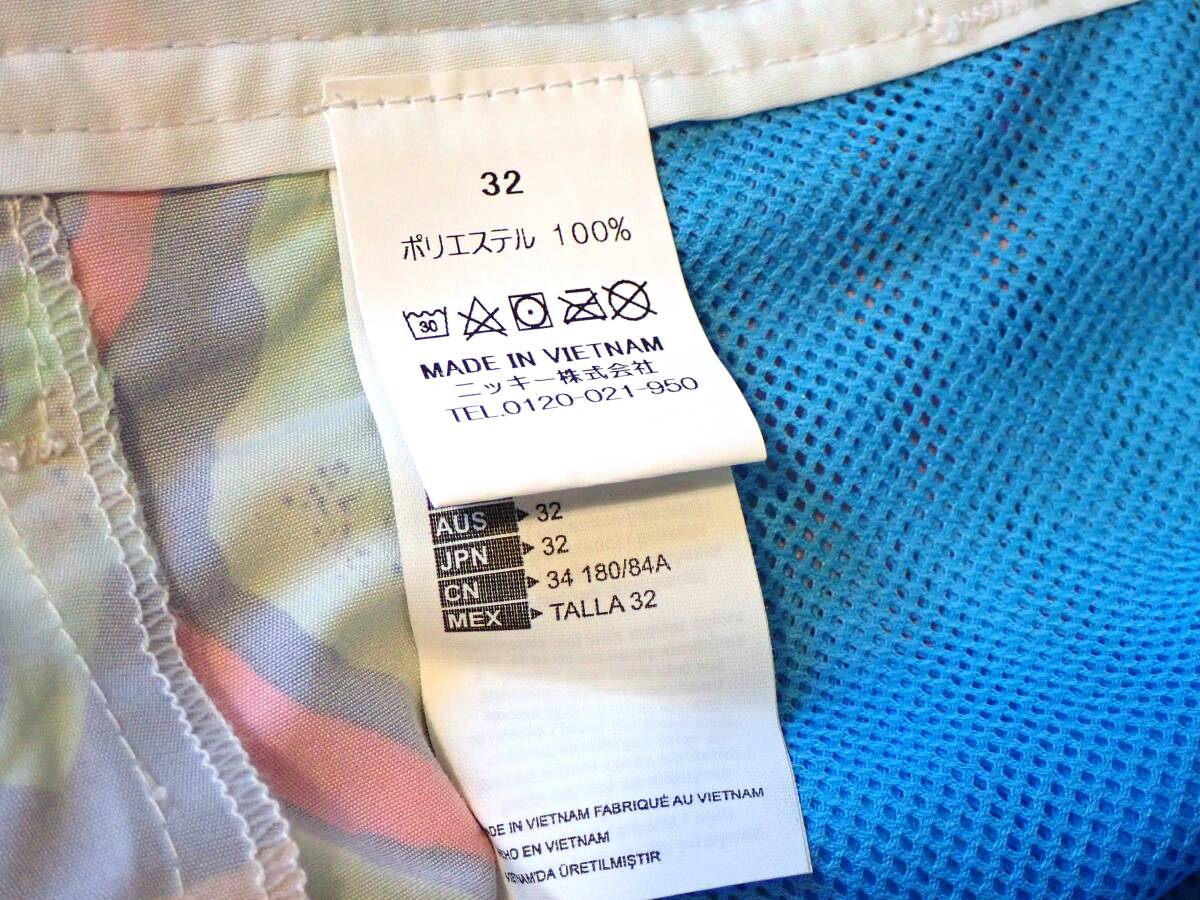 32
ポリエステル 100%
30
MADE IN VIETNAM
ニッキー株式会社
TEL.0120-021-950
AUS 32
JPN 32
CN 34 180/84A
MEX TALLA 32
DE IN VIETNAM FABRIQUÉ AU VIETNAM
HO EN VIETNAM
VIETNAM'DA ÜRETILMIŞTIR